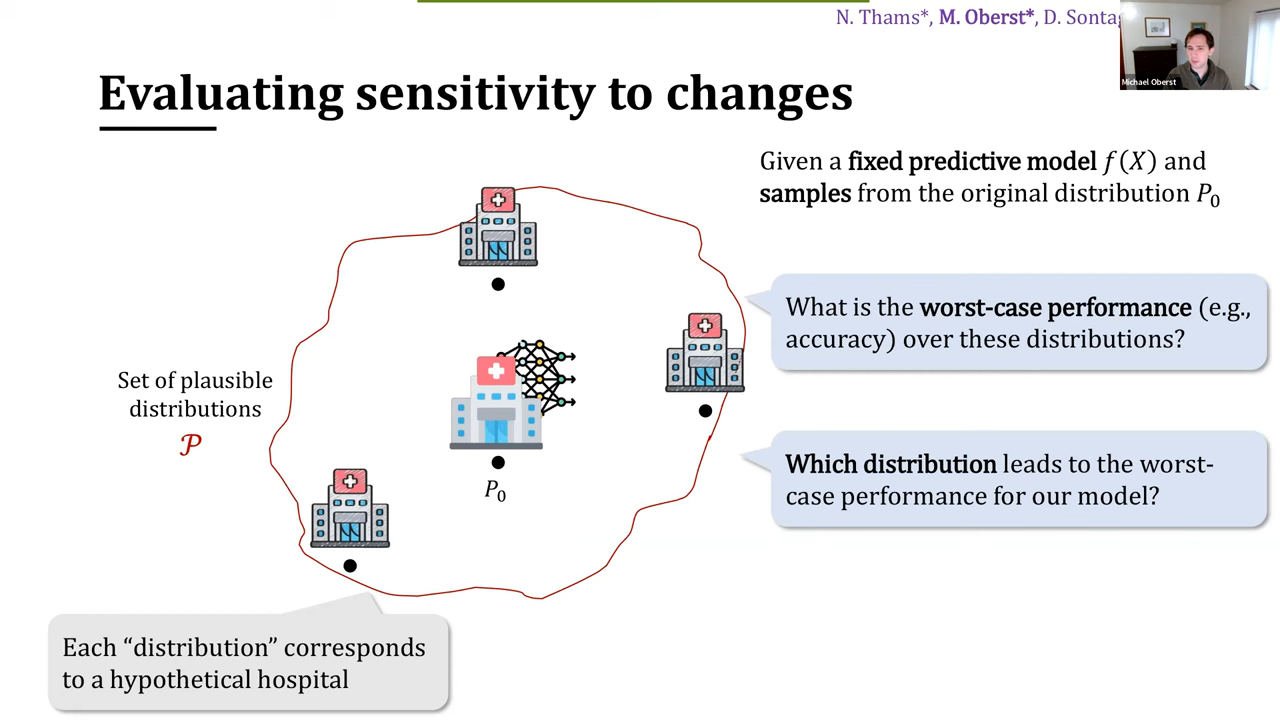 N. Thams*, M. Oberst*, D. Sontag
Michael Oberst
Evaluating sensitivity to changes
Given a fixed predictive model f(X) and
samples from the original distribution P₀
What is the worst-case performance (e.g.,
accuracy) over these distributions?
Set of plausible
distributions
𝒫
Which distribution leads to the worst-
case performance for our model?
P₀
Each “distribution” corresponds
to a hypothetical hospital